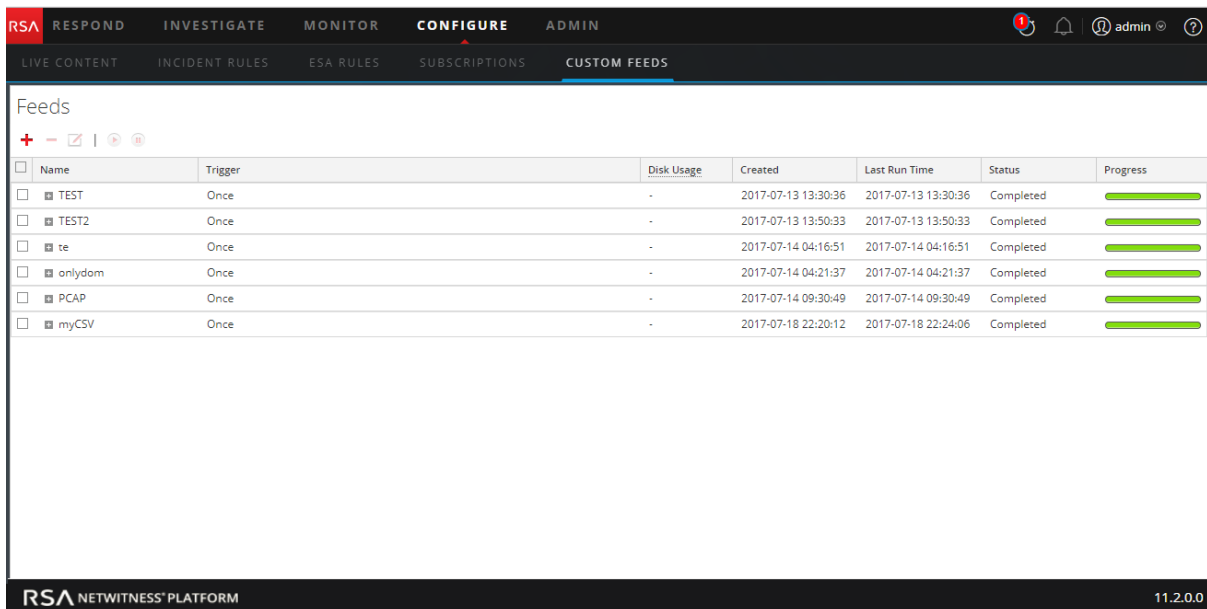 RSA RESPOND INVESTIGATE MONITOR CONFIGURE ADMIN 1 admin ?
LIVE CONTENT INCIDENT RULES ESA RULES SUBSCRIPTIONS CUSTOM FEEDS
Feeds
Name Trigger Disk Usage Created Last Run Time Status Progress
TEST Once - 2017-07-13 13:30:36 2017-07-13 13:30:36 Completed
TEST2 Once - 2017-07-13 13:50:33 2017-07-13 13:50:33 Completed
te Once - 2017-07-14 04:16:51 2017-07-14 04:16:51 Completed
onlydom Once - 2017-07-14 04:21:37 2017-07-14 04:21:37 Completed
PCAP Once - 2017-07-14 09:30:49 2017-07-14 09:30:49 Completed
myCSV Once - 2017-07-18 22:20:12 2017-07-18 22:24:06 Completed
RSA NETWITNESS® PLATFORM 11.2.0.0